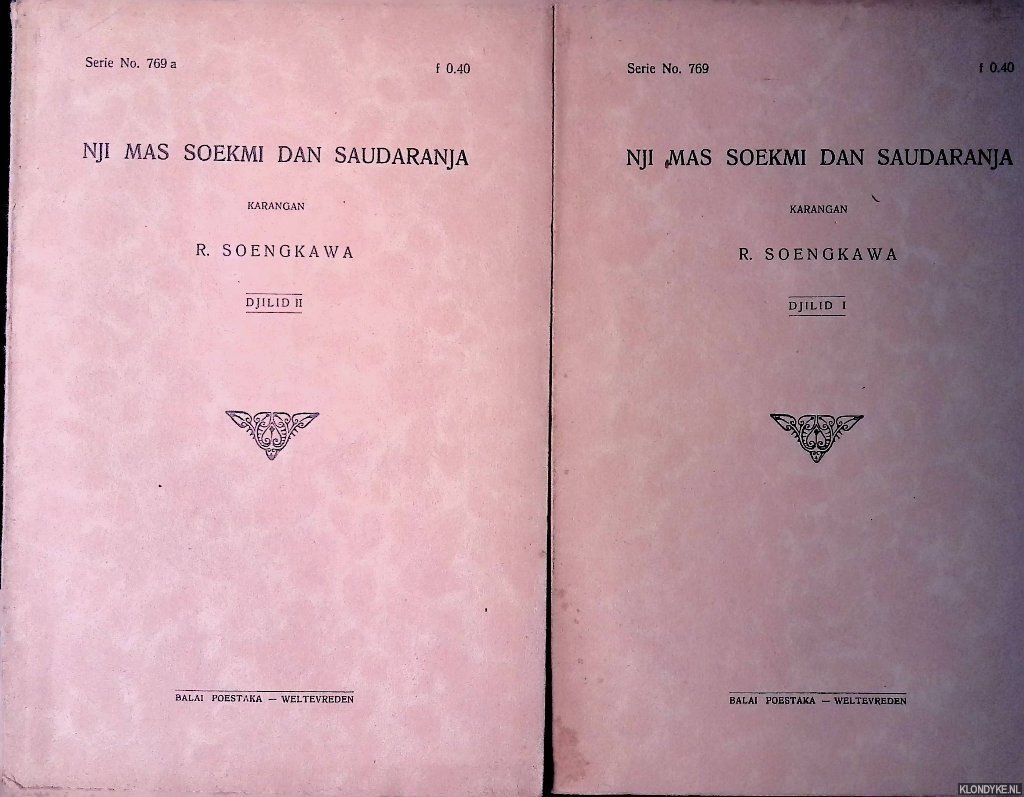 Serie No. 769 a
f 0.40
NJI MAS SOEKMI DAN SAUDARANJA
KARANGAN
R. SOENGKAWA
DJILID II
BALAI POESTAKA — WELTEVREDEN
Serie No. 769
f 0.40
NJI MAS SOEKMI DAN SAUDARANJA
KARANGAN
R. SOENGKAWA
DJILID I
BALAI POESTAKA — WELTEVREDEN
KLONDYKE.NL